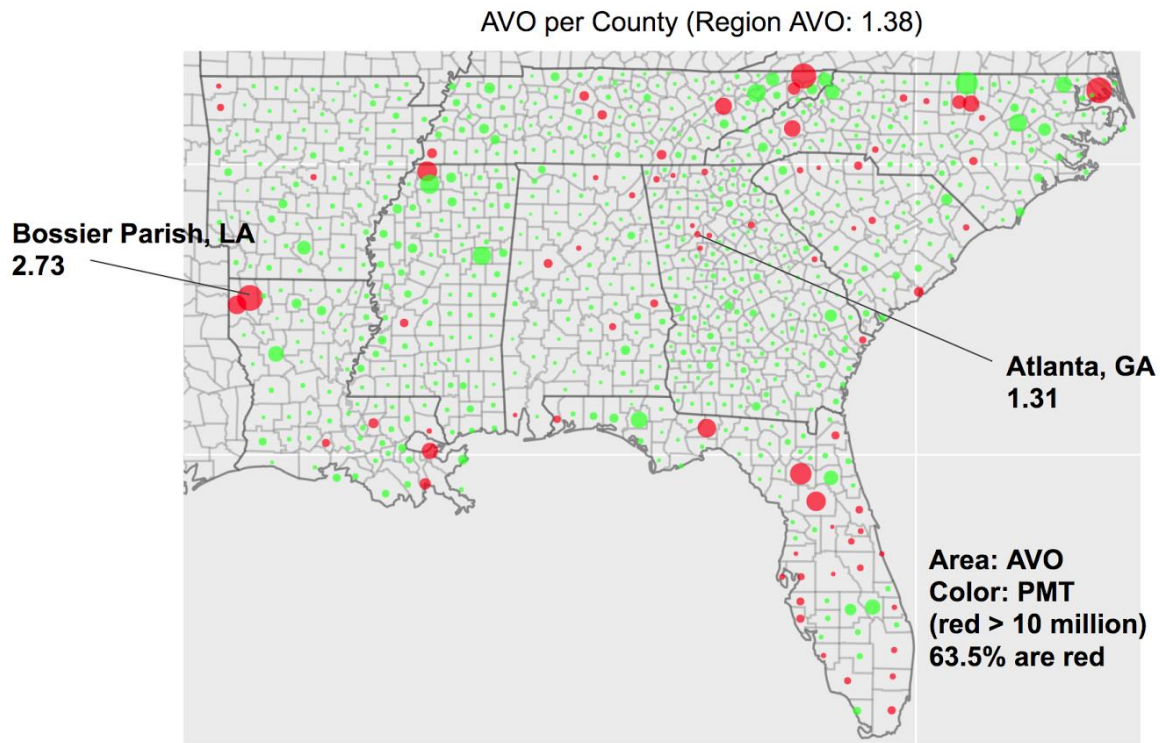 AVO per County (Region AVO: 1.38)
Bossier Parish, LA
2.73
Atlanta, GA
1.31
Area: AVO
Color: PMT
(red > 10 million)
63.5% are red